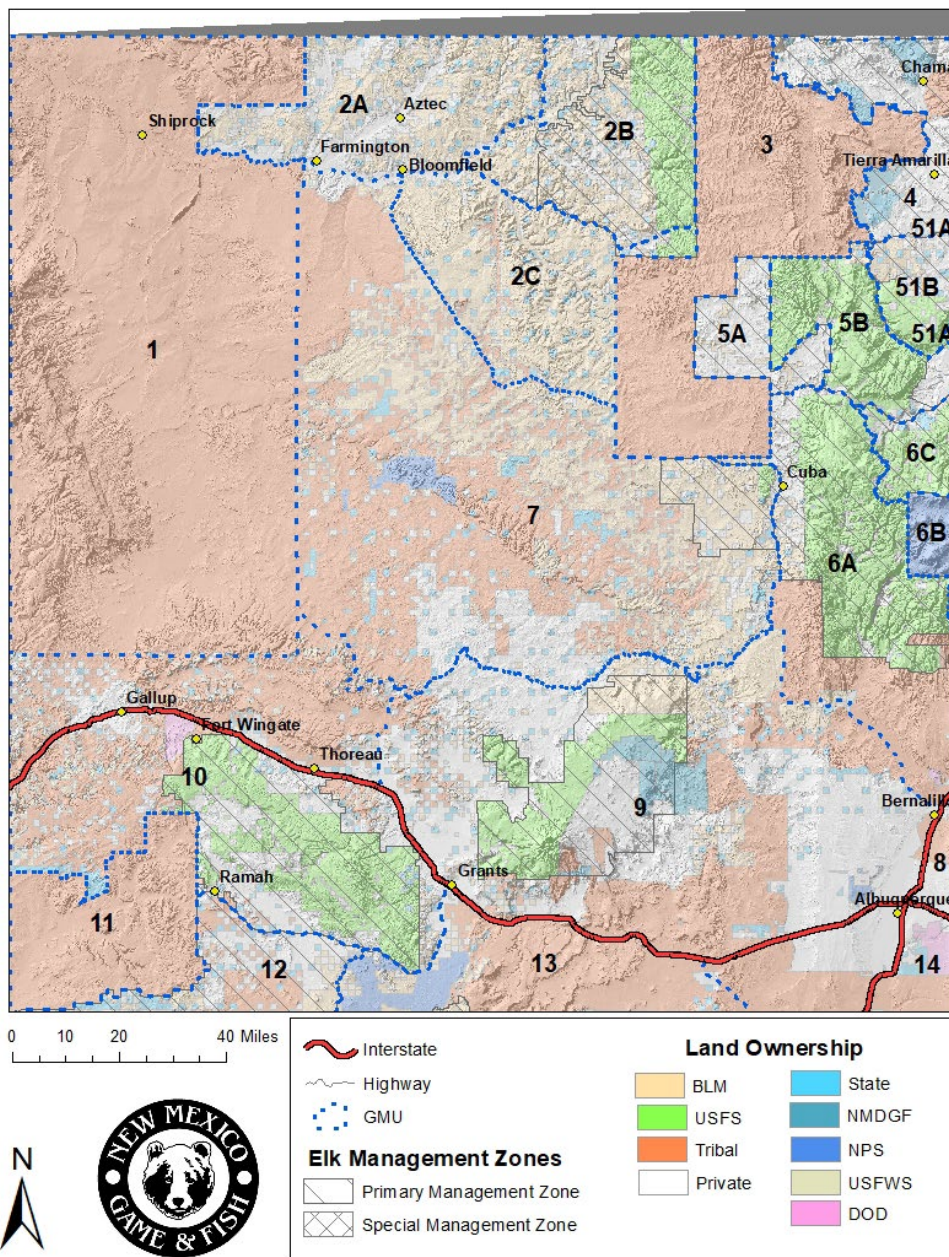 Chama
2A
Aztec
2B
Shiprock
3
Farmington
Bloomfield
Tierra Amarilla
4
51A
2C
51B
5A
5B
51A
1
6C
Cuba
7
6B
6A
Gallup
Fort Wingate
Thoreau
10
9
Bernalill
8
Grants
Ramah
Albuquerque
11
12
13
14
0 10 20 40 Miles
Interstate
Highway
GMU
Elk Management Zones
Primary Management Zone
Special Management Zone
Land Ownership
BLM
State
USFS
NMDGF
Tribal
NPS
Private
USFWS
DOD
N
NEW MEXICO
GAME & FISH